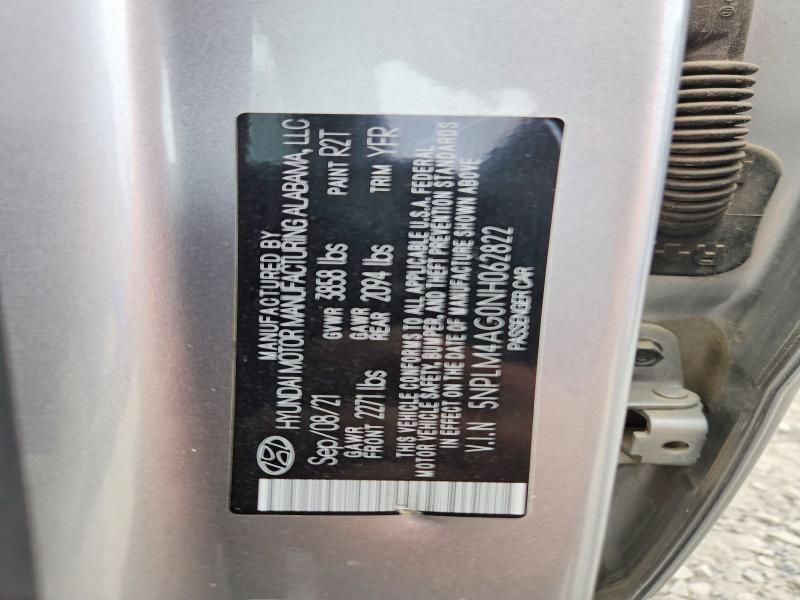 MANUFACTURED BY
HYUNDAI MOTOR MANUFACTURING ALABAMA, LLC
Sep/08/21 GVWR 3858 lbs PAINT R2T
GAWR FRONT 2271 lbs GAWR REAR 2094 lbs TRIM YFR
THIS VEHICLE CONFORMS TO ALL APPLICABLE U.S.A. FEDERAL
MOTOR VEHICLE SAFETY, BUMPER, AND THEFT PREVENTION STANDARDS
IN EFFECT ON THE DATE OF MANUFACTURE SHOWN ABOVE
V.I.N 5NPLM4AG0NH062822
PASSENGER CAR